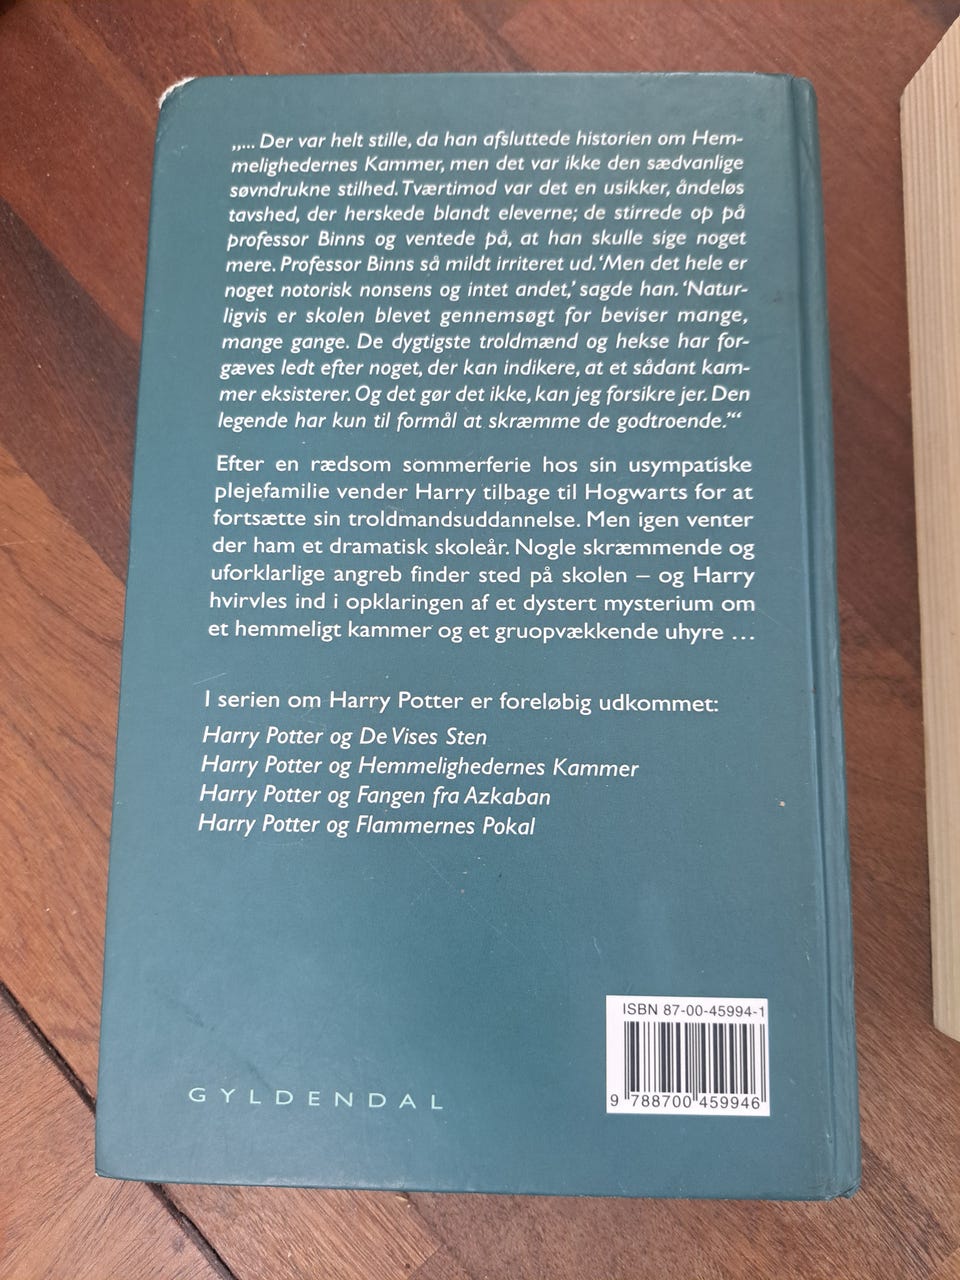 „... Der var helt stille, da han afsluttede historien om Hem-
melighedernes Kammer, men det var ikke den sædvanlige
søvndrukne stilhed. Tværtimod var det en usikker, åndeløs
tavshed, der herskede blandt eleverne; de stirrede op på
professor Binns og ventede på, at han skulle sige noget
mere. Professor Binns så mildt irriteret ud. ‘Men det hele er
noget notorisk nonsens og intet andet,’ sagde han. ‘Natur-
ligvis er skolen blevet gennemsøgt for beviser mange,
mange gange. De dygtigste troldmænd og hekse har for-
gæves ledt efter noget, der kan indikere, at et sådant kam-
mer eksisterer. Og det gør det ikke, kan jeg forsikre jer. Den
legende har kun til formål at skræmme de godtroende.’“
Efter en rædsom sommerferie hos sin usympatiske
plejefamilie vender Harry tilbage til Hogwarts for at
fortsætte sin troldmandsuddannelse. Men igen venter
der ham et dramatisk skoleår. Nogle skræmmende og
uforklarlige angreb finder sted på skolen – og Harry
hvirvles ind i opklaringen af et dystert mysterium om
et hemmeligt kammer og et gruopvækkende uhyre ...
I serien om Harry Potter er foreløbig udkommet:
Harry Potter og De Vises Sten
Harry Potter og Hemmelighedernes Kammer
Harry Potter og Fangen fra Azkaban
Harry Potter og Flammernes Pokal
ISBN 87-00-45994-1
9 788700 459946
GYLDENDAL